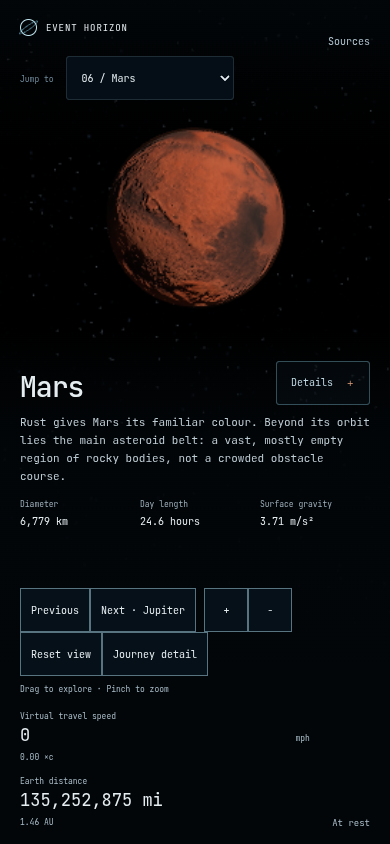 EVENT HORIZON
Sources
Jump to
06 / Mars
Mars
Details +
Rust gives Mars its familiar colour. Beyond its orbit
lies the main asteroid belt: a vast, mostly empty
region of rocky bodies, not a crowded obstacle
course.
Diameter
Day length
Surface gravity
6,779 km
24.6 hours
3.71 m/s²
Previous
Next · Jupiter
+
-
Reset view
Journey detail
Drag to explore · Pinch to zoom
Virtual travel speed
0
mph
0.00 ×c
Earth distance
135,252,875 mi
1.46 AU
At rest